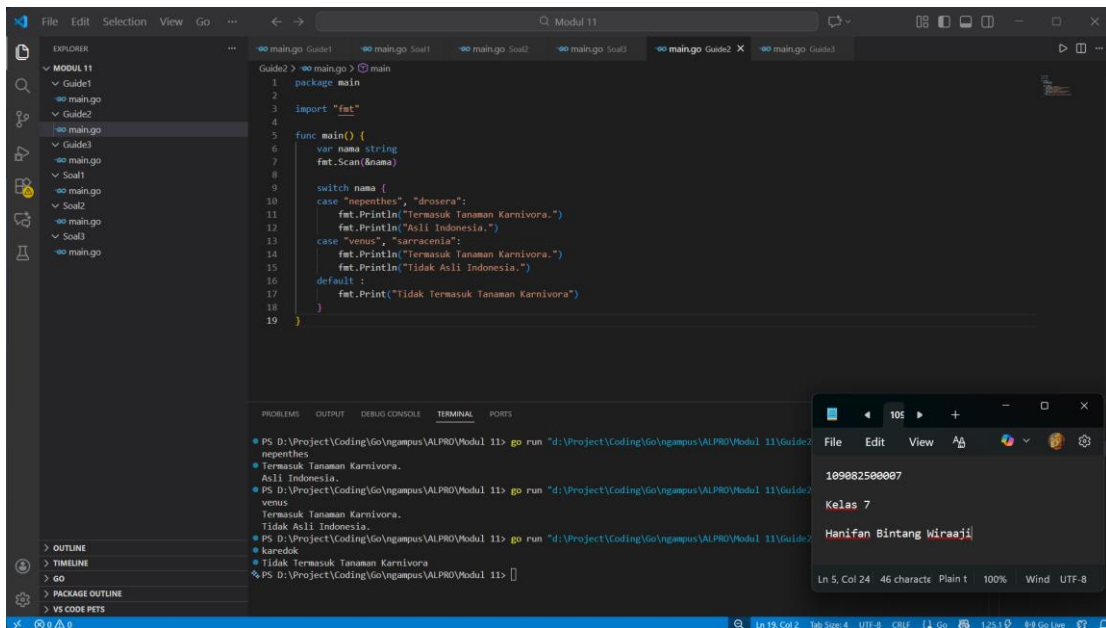 File Edit Selection View Go ... Modul 11
EXPLORER ...
MODUL 11
Guide1
main.go
Guide2
main.go
Guide3
main.go
Soal1
main.go
Soal2
main.go
Soal3
main.go
OUTLINE
TIMELINE
GO
PACKAGE OUTLINE
VS CODE PETS
main.go Guide1 main.go Soal1 main.go Soal2 main.go Soal3 main.go Guide2 main.go Guide3
Guide2 > main.go > main
1 package main
2
3 import "fmt"
4
5 func main() {
6 var nama string
7 fmt.Scan(&nama)
8
9 switch nama {
10 case "nepenthes", "drosera":
11 fmt.Println("Termasuk Tanaman Karnivora.")
12 fmt.Println("Asli Indonesia.")
13 case "venus", "sarracenia":
14 fmt.Println("Termasuk Tanaman Karnivora.")
15 fmt.Println("Tidak Asli Indonesia.")
16 default :
17 fmt.Print("Tidak Termasuk Tanaman Karnivora")
18 }
19 }
PROBLEMS OUTPUT DEBUG CONSOLE TERMINAL PORTS
PS D:\Project\Coding\Go\ngampus\ALPRO\Modul 11> go run "d:\Project\Coding\Go\ngampus\ALPRO\Modul 11\Guide2
nepenthes
Termasuk Tanaman Karnivora.
Asli Indonesia.
PS D:\Project\Coding\Go\ngampus\ALPRO\Modul 11> go run "d:\Project\Coding\Go\ngampus\ALPRO\Modul 11\Guide2
venus
Termasuk Tanaman Karnivora.
Tidak Asli Indonesia.
PS D:\Project\Coding\Go\ngampus\ALPRO\Modul 11> go run "d:\Project\Coding\Go\ngampus\ALPRO\Modul 11\Guide2
karedok
Tidak Termasuk Tanaman Karnivora
PS D:\Project\Coding\Go\ngampus\ALPRO\Modul 11>
109
File Edit View
109082500007
Kelas 7
Hanifan Bintang Wiraaji
Ln 5, Col 24 46 characte Plain t 100% Wind UTF-8
0 0 Ln 19, Col 2 Tab Size: 4 UTF-8 CRLF Go 1.25.1 Go Live